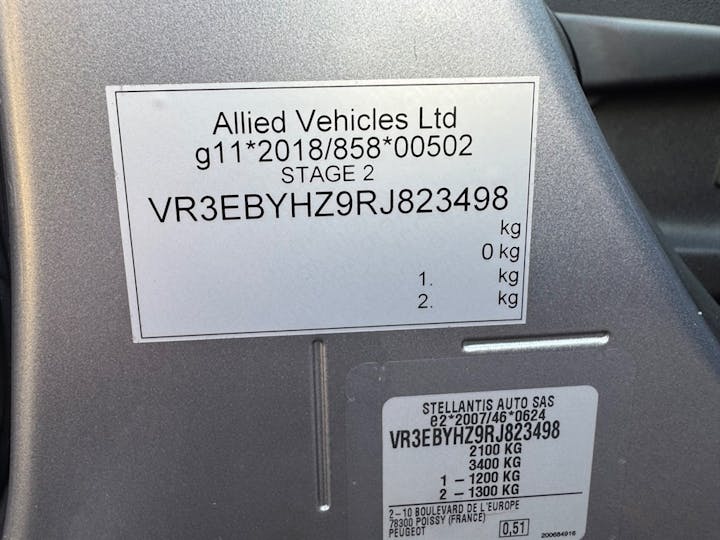 Allied Vehicles Ltd
g11*2018/858*00502
STAGE 2
VR3EBYHZ9RJ823498
kg
0 kg
1. kg
2. kg
STELLANTIS AUTO SAS
e2*2007/46*0624
VR3EBYHZ9RJ823498
2100 KG
3400 KG
1 – 1200 KG
2 – 1300 KG
2–10 BOULEVARD DE L'EUROPE
78300 POISSY (FRANCE)
PEUGEOT 0,51 200684916